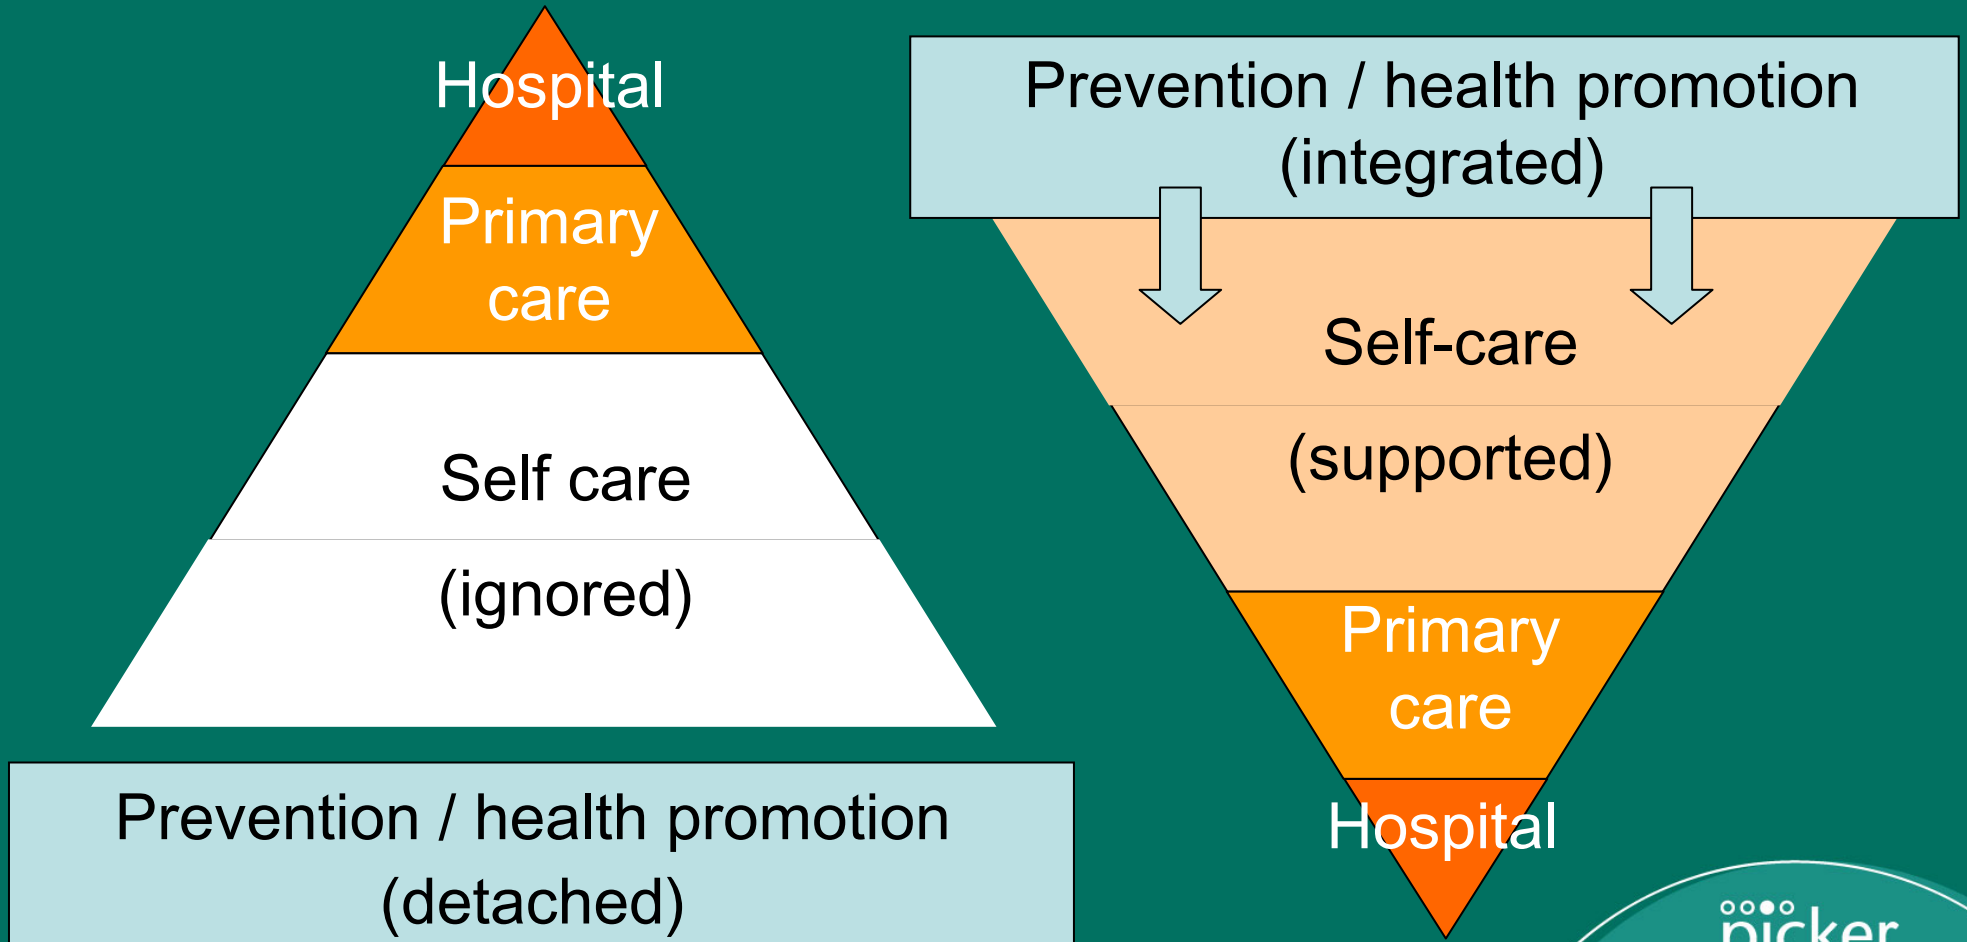 Hospital
Primary
care
Self care
(ignored)
Prevention / health promotion
(detached)
Prevention / health promotion
(integrated)
Self-care
(supported)
Primary
care
Hospital
picker